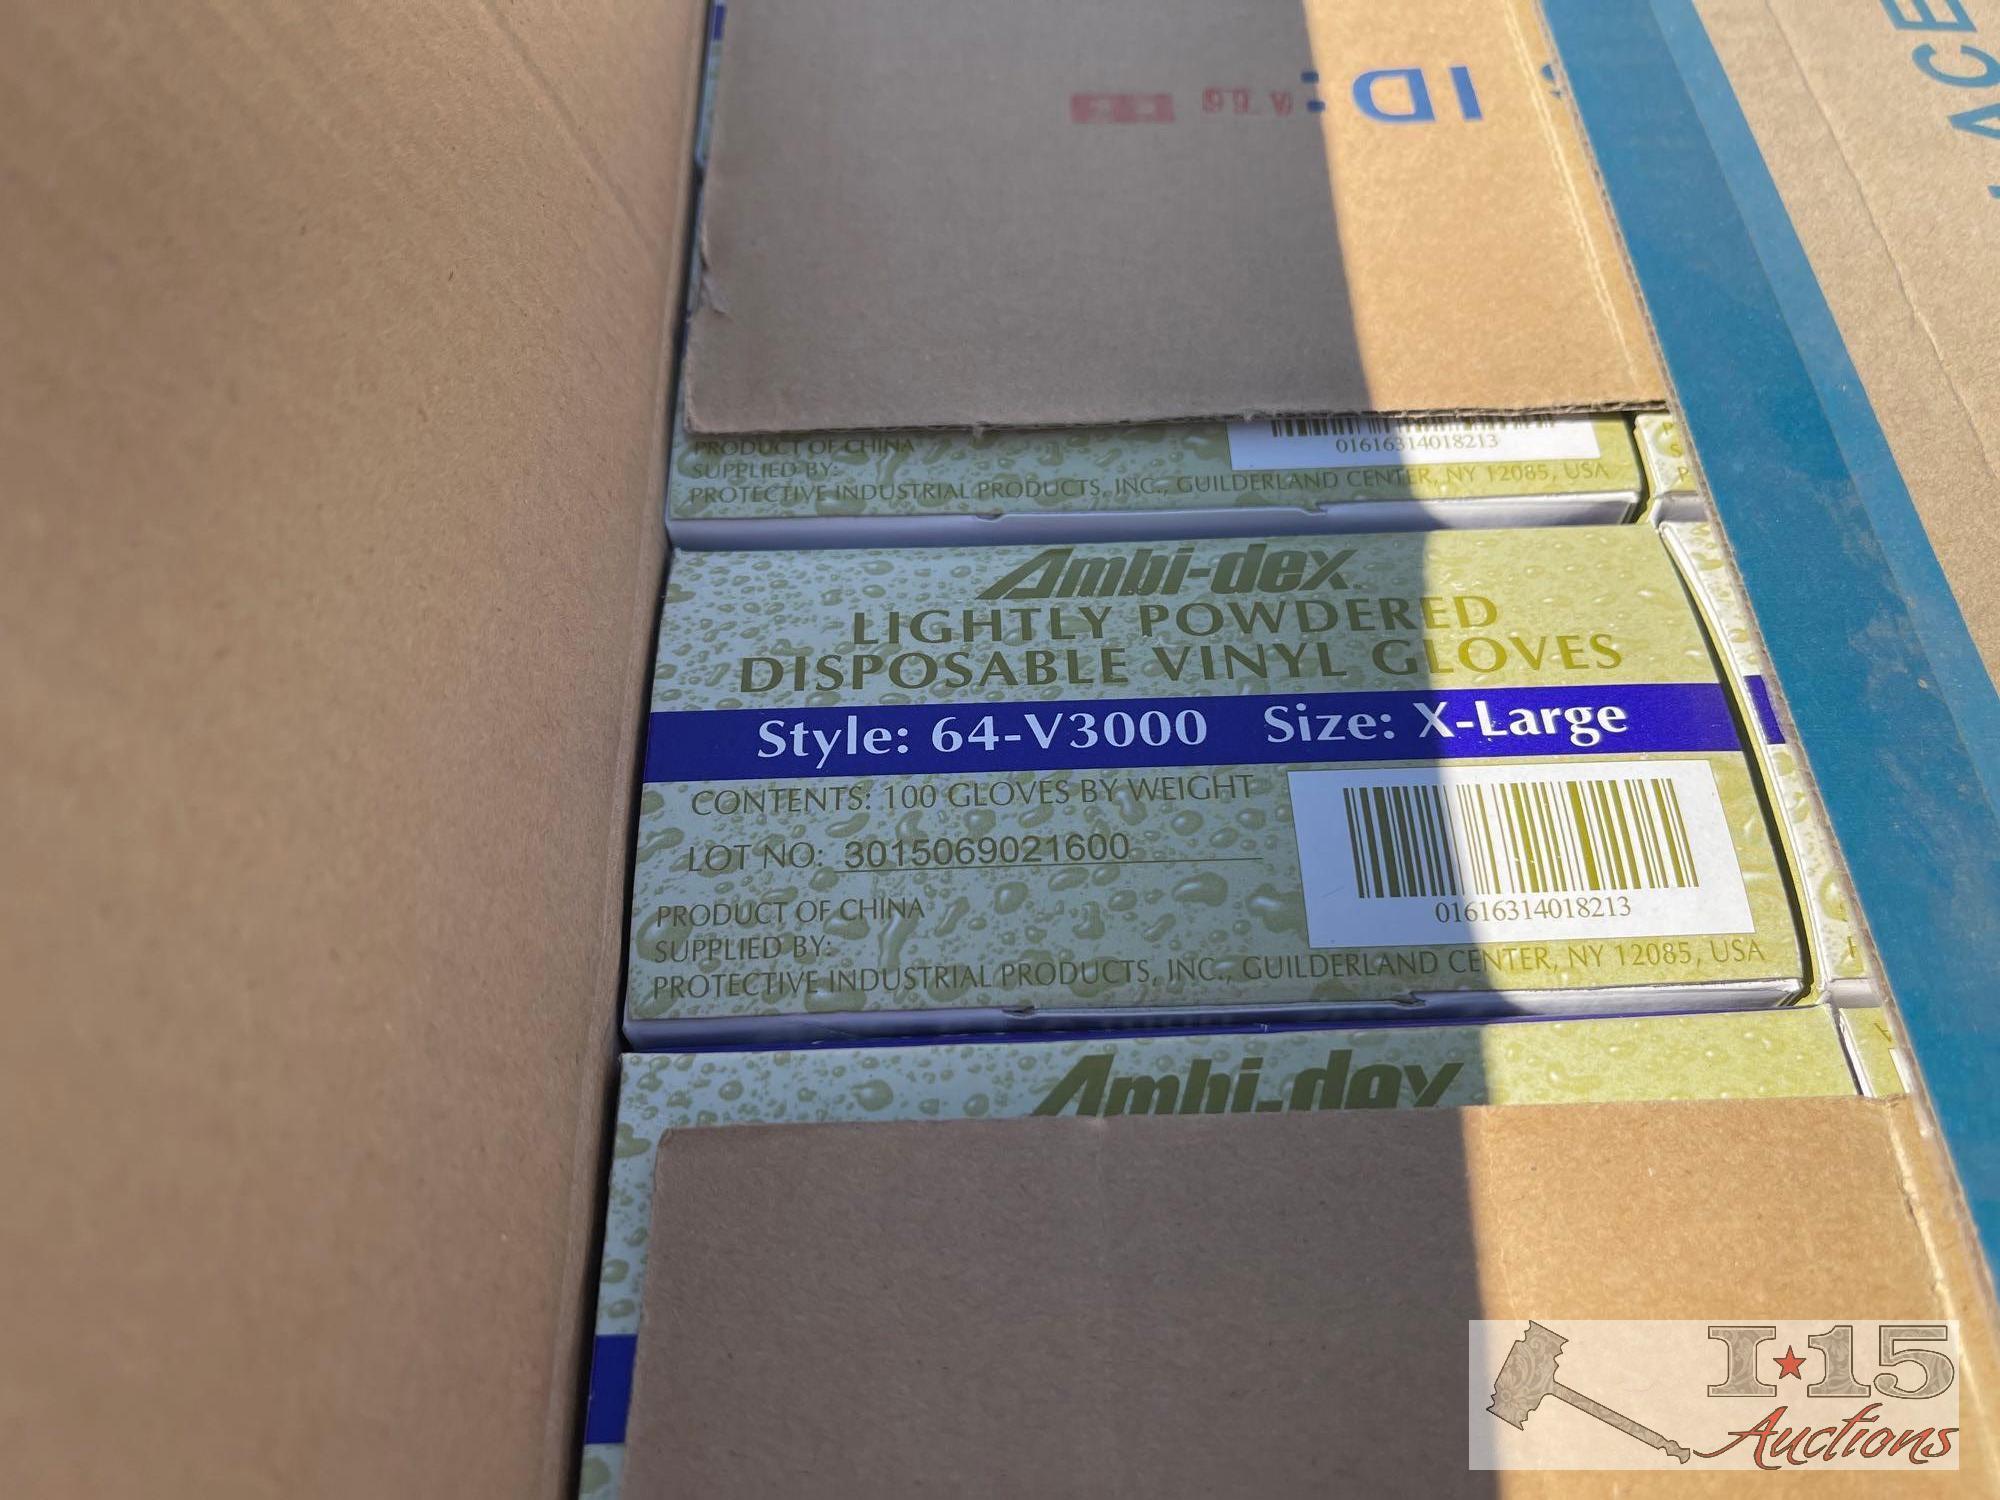 ID:
PRODUCT OF CHINA
SUPPLIED BY:
PROTECTIVE INDUSTRIAL PRODUCTS, INC., GUILDERLAND CENTER, NY 12085, USA
01616314018213
Ambi-dex
LIGHTLY POWDERED
DISPOSABLE VINYL GLOVES
Style: 64-V3000 Size: X-Large
CONTENTS: 100 GLOVES BY WEIGHT
LOT NO: 3015069021600
PRODUCT OF CHINA
SUPPLIED BY:
PROTECTIVE INDUSTRIAL PRODUCTS, INC., GUILDERLAND CENTER, NY 12085, USA
01616314018213
Ambi-dex
I-15
Auctions